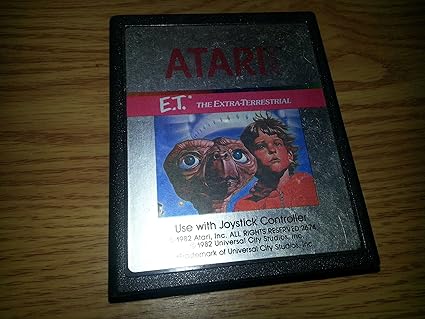 ATARI
E.T.* THE EXTRA-TERRESTRIAL
Use with Joystick Controller
©1982 Atari, Inc. ALL RIGHTS RESERVED 2674
©1982 Universal City Studios, Inc.
*Trademark of Universal City Studios, Inc.